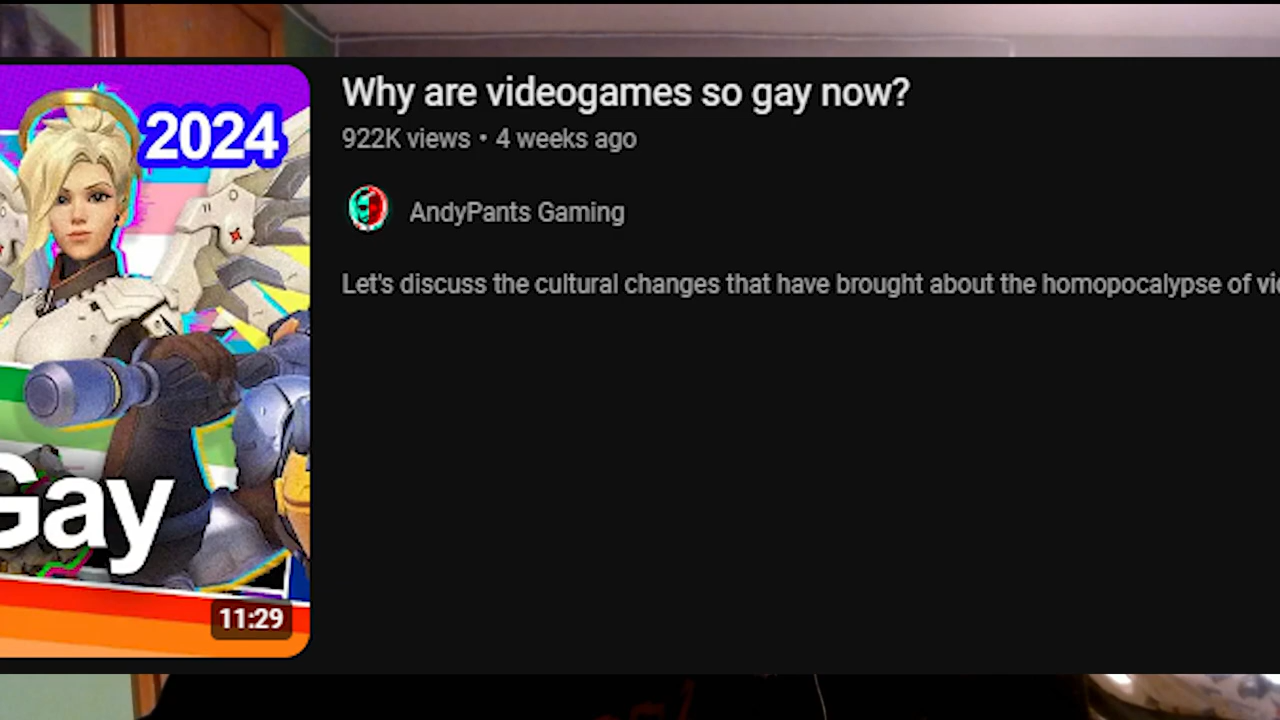 2024
Gay
11:29
Why are videogames so gay now?
922K views • 4 weeks ago
AndyPants Gaming
Let's discuss the cultural changes that have brought about the homopocalypse of